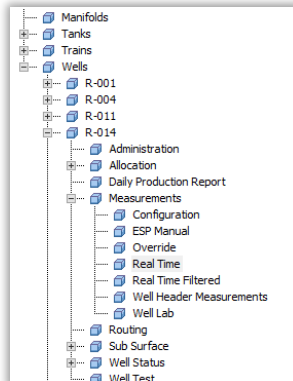 Manifolds
Tanks
Trains
Wells
R-001
R-004
R-011
R-014
Administration
Allocation
Daily Production Report
Measurements
Configuration
ESP Manual
Override
Real Time
Real Time Filtered
Well Header Measurements
Well Lab
Routing
Sub Surface
Well Status
Well Test